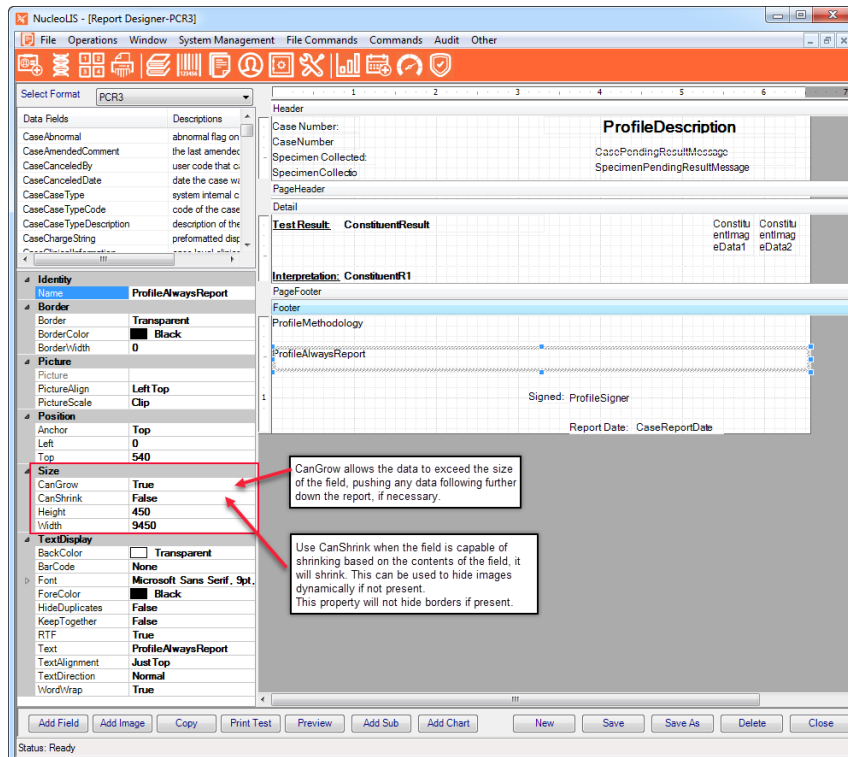 NucleoLIS - [Report Designer-PCR3]
File Operations Window System Management File Commands Commands Audit Other
Select Format PCR3
Data Fields Descriptions
CaseAbnormal abnormal flag on
CaseAmendedComment the last amended
CaseCanceledBy user code that c
CaseCanceledDate date the case wa
CaseCaseType system internal c
CaseCaseTypeCode code of the case
CaseCaseTypeDescription description of the
CaseChargeString preformatted disp
Identity
Name ProfileAlwaysReport
Border
Border Transparent
BorderColor Black
BorderWidth 0
Picture
Picture
PictureAlign LeftTop
PictureScale Clip
Position
Anchor Top
Left 0
Top 540
Size
CanGrow True
CanShrink False
Height 450
Width 9450
TextDisplay
BackColor Transparent
BarCode None
Font Microsoft Sans Serif, 9pt,
ForeColor Black
HideDuplicates False
KeepTogether False
RTF True
Text ProfileAlwaysReport
TextAlignment JustTop
TextDirection Normal
WordWrap True
1 2 3 4 5 6 7
Header
Case Number: ProfileDescription
CaseNumber CasePendingResultMessage
Specimen Collected: SpecimenPendingResultMessage
SpecimenCollectio
PageHeader
Detail
Test Result: ConstituentResult
Constitu Constitu
entImag entImag
eData1 eData2
Interpretation: ConstituentR1
PageFooter
Footer
ProfileMethodology
ProfileAlwaysReport
1
Signed: ProfileSigner
Report Date: CaseReportDate
CanGrow allows the data to exceed the size
of the field, pushing any data following further
down the report, if necessary.
Use CanShrink when the field is capable of
shrinking based on the contents of the field, it
will shrink. This can be used to hide images
dynamically if not present.
This property will not hide borders if present.
Add Field Add Image Copy Print Test Preview Add Sub Add Chart New Save Save As Delete Close
Status: Ready